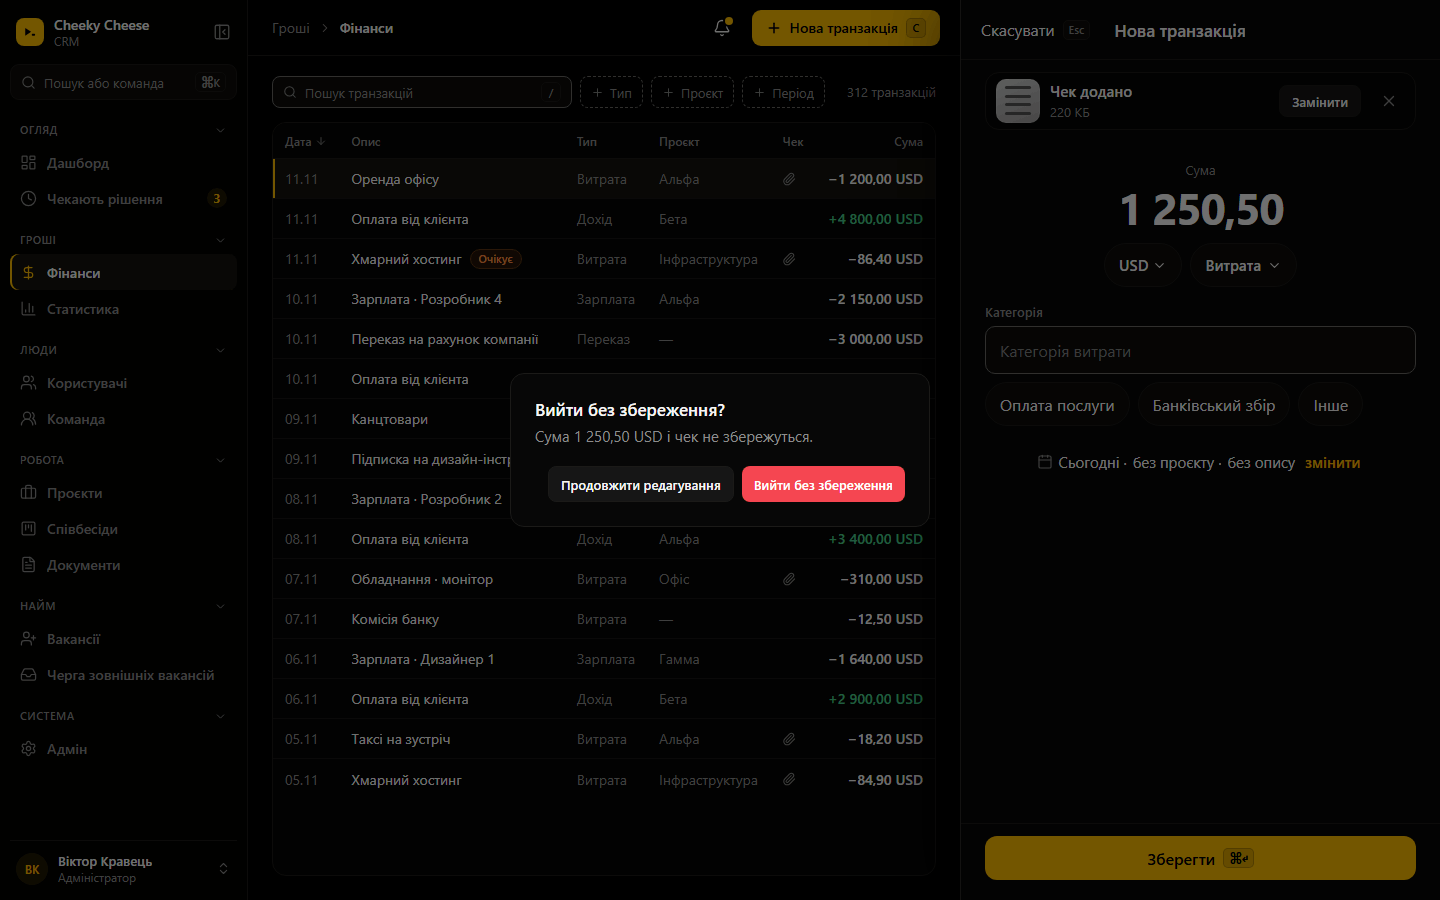 Cheeky Cheese
CRM
Пошук або команда ⌘K
ОГЛЯД
Дашборд
Чекають рішення 3
ГРОШІ
Фінанси
Статистика
ЛЮДИ
Користувачі
Команда
РОБОТА
Проєкти
Співбесіди
Документи
НАЙМ
Вакансії
Черга зовнішніх вакансій
СИСТЕМА
Адмін
ВК
Віктор Кравець
Адміністратор
Гроші Фінанси
Нова транзакція C
Пошук транзакцій /
Тип
Проєкт
Період
312 транзакцій
Дата Опис Тип Проєкт Чек Сума
11.11 Оренда офісу Витрата Альфа −1 200,00 USD
11.11 Оплата від клієнта Дохід Бета +4 800,00 USD
11.11 Хмарний хостинг Очікує Витрата Інфраструктура −86,40 USD
10.11 Зарплата · Розробник 4 Зарплата Альфа −2 150,00 USD
10.11 Переказ на рахунок компанії Переказ — −3 000,00 USD
10.11 Оплата від клієнта
09.11 Канцтовари
09.11 Підписка на дизайн-інстр
08.11 Зарплата · Розробник 2
08.11 Оплата від клієнта Дохід Альфа +3 400,00 USD
07.11 Обладнання · монітор Витрата Офіс −310,00 USD
07.11 Комісія банку Витрата — −12,50 USD
06.11 Зарплата · Дизайнер 1 Зарплата Гамма −1 640,00 USD
06.11 Оплата від клієнта Дохід Бета +2 900,00 USD
05.11 Таксі на зустріч Витрата Альфа −18,20 USD
05.11 Хмарний хостинг Витрата Інфраструктура −84,90 USD
Вийти без збереження?
Сума 1 250,50 USD і чек не збережуться.
Продовжити редагування
Вийти без збереження
Скасувати Esc Нова транзакція
Чек додано
220 КБ
Замінити
Сума
1 250,50
USD
Витрата
Категорія
Категорія витрати
Оплата послуги
Банківський збір
Інше
Сьогодні · без проєкту · без опису змінити
Зберегти ⌘↵